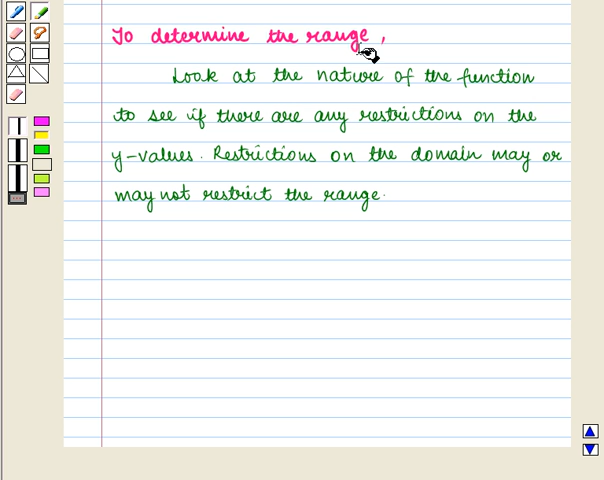 To determine the range,
Look at the nature of the function
to see if there are any restrictions on the
y-values. Restrictions on the domain may or
may not restrict the range.